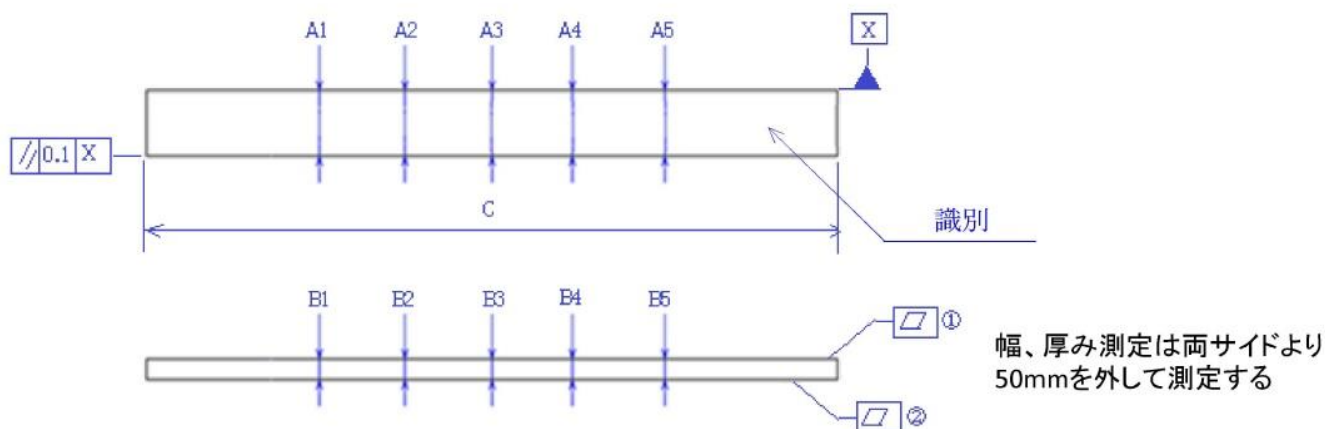 A1 A2 A3 A4 A5
X
// 0.1 X
C
識別
B1 B2 B3 B4 B5
①
幅、厚み測定は両サイドより
50mmを外して測定する
②